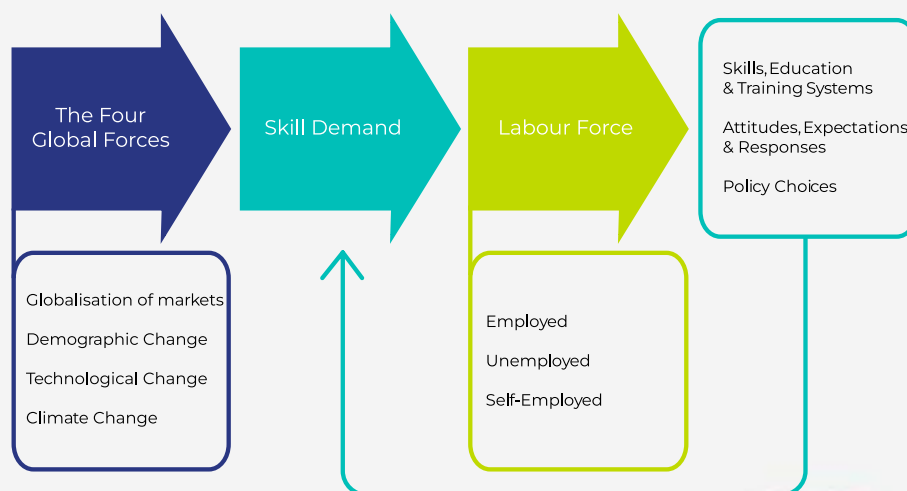 The Four
Global Forces
Skill Demand
Labour Force
Skills, Education
& Training Systems
Attitudes, Expectations
& Responses
Policy Choices
Globalisation of markets
Demographic Change
Technological Change
Climate Change
Employed
Unemployed
Self-Employed